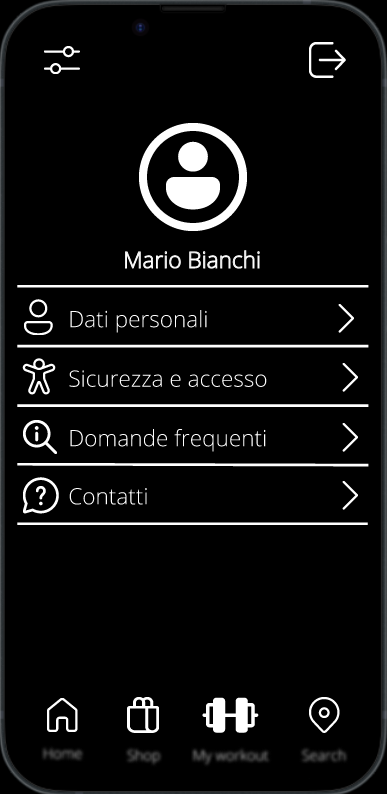 Mario Bianchi
Dati personali
Sicurezza e accesso
Domande frequenti
Contatti
Home
Shop
My workout
Search